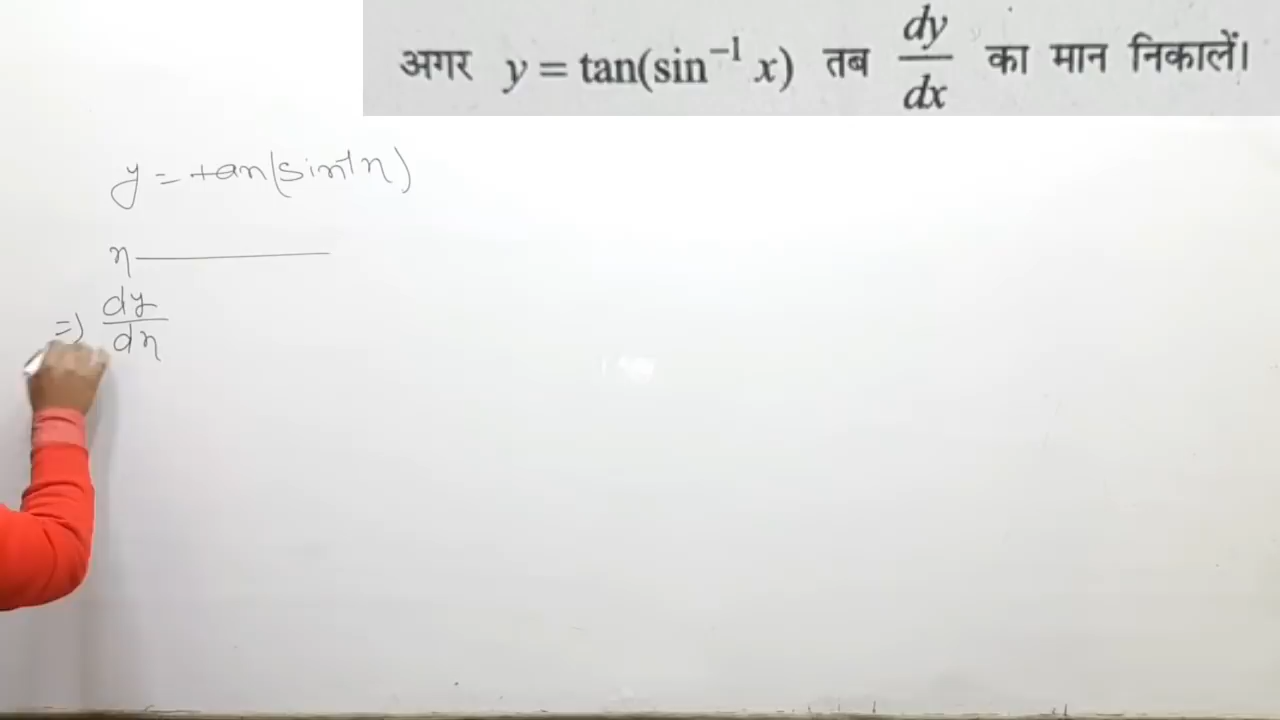 अगर y = tan(sin⁻¹ x) तब dy/dx का मान निकालें।
y = tan(sin⁻¹x)
x
⇒ dy/dx